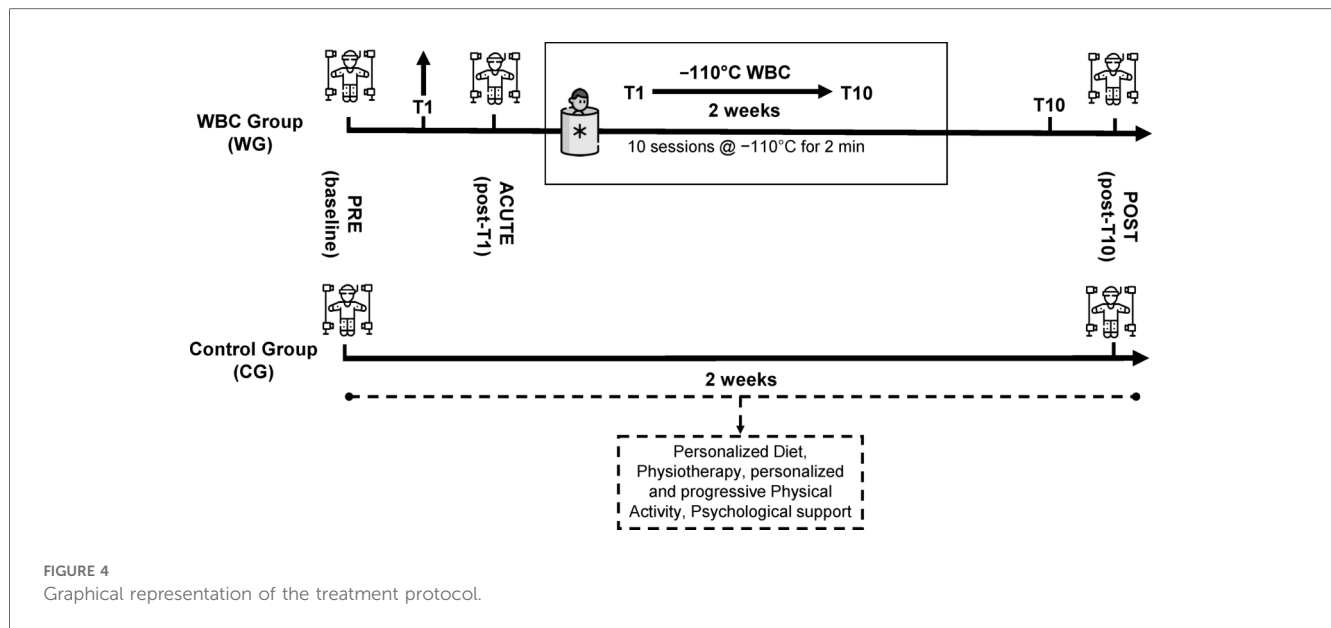 T1
−110°C WBC
T1
T10
2 weeks
T10
WBC Group
(WG)
10 sessions @ −110°C for 2 min
PRE
(baseline)
ACUTE
(post-T1)
POST
(post-T10)
Control Group
(CG)
2 weeks
Personalized Diet,
Physiotherapy, personalized
and progressive Physical
Activity, Psychological support
FIGURE 4
Graphical representation of the treatment protocol.